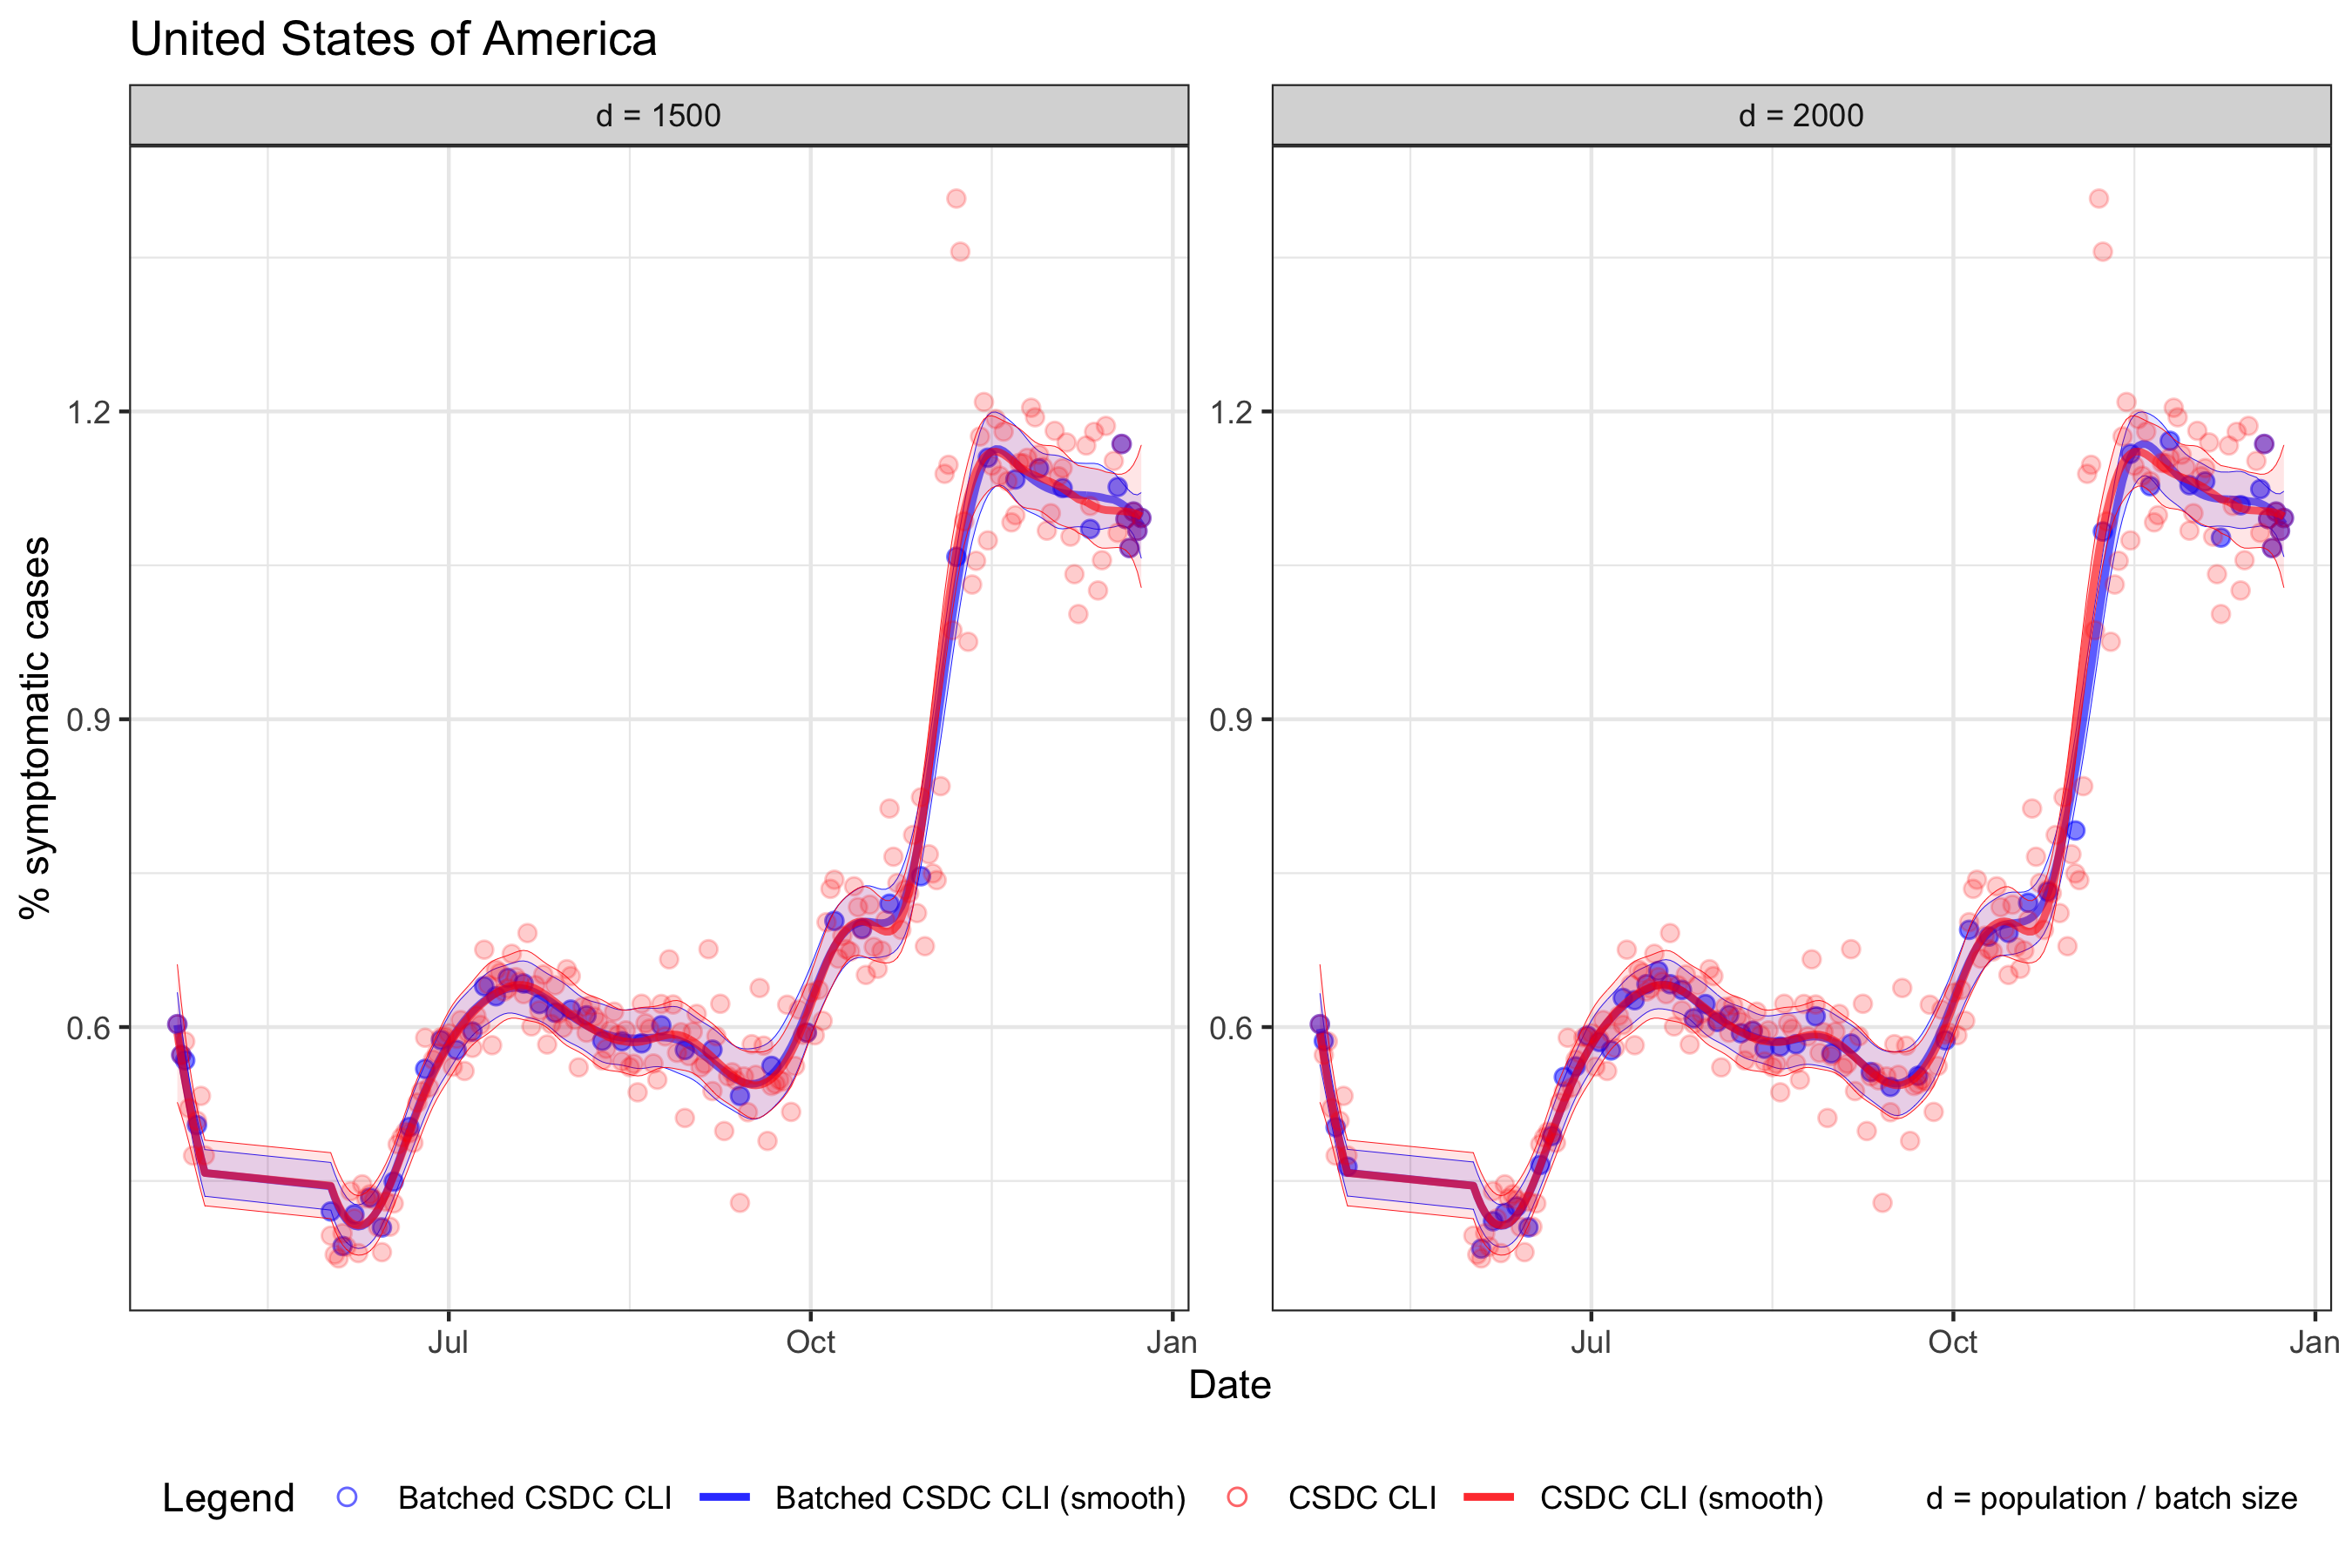 United States of America
d = 1500
d = 2000
% symptomatic cases
1.2
0.9
0.6
1.2
0.9
0.6
Jul
Oct
Jan
Jul
Oct
Jan
Date
Legend
Batched CSDC CLI
Batched CSDC CLI (smooth)
CSDC CLI
CSDC CLI (smooth)
d = population / batch size